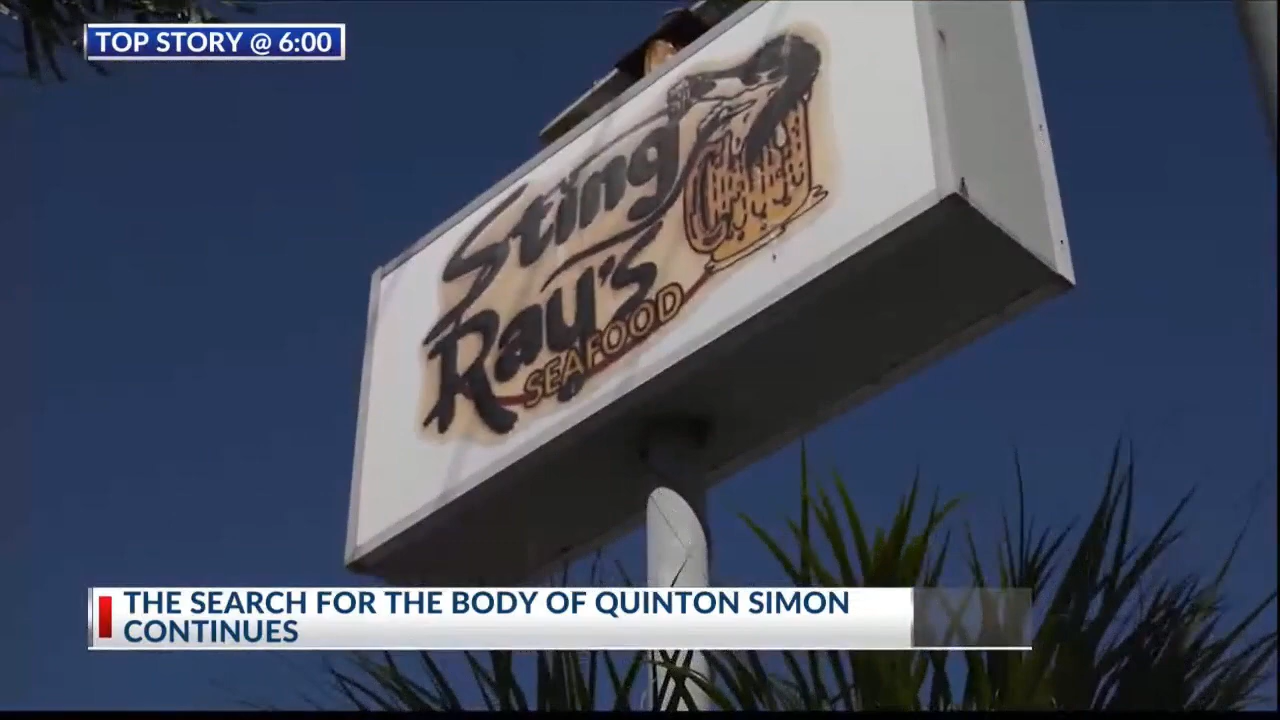 TOP STORY @ 6:00
Sting
Ray's
SEAFOOD
THE SEARCH FOR THE BODY OF QUINTON SIMON
CONTINUES